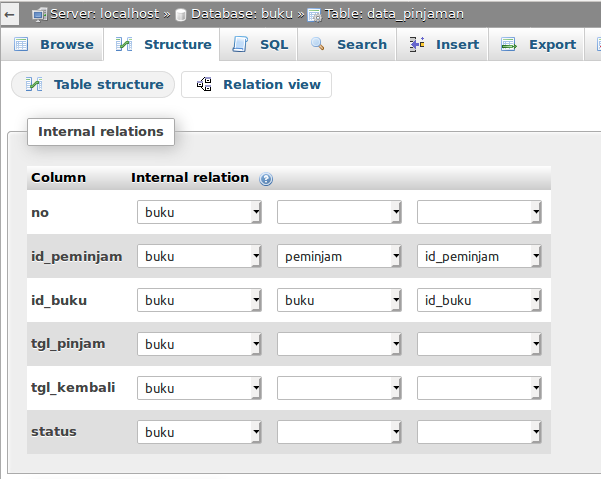 ← Server: localhost » Database: buku » Table: data_pinjaman
Browse Structure SQL Search Insert Export
Table structure Relation view
Internal relations
Column Internal relation
no buku
id_peminjam buku peminjam id_peminjam
id_buku buku buku id_buku
tgl_pinjam buku
tgl_kembali buku
status buku